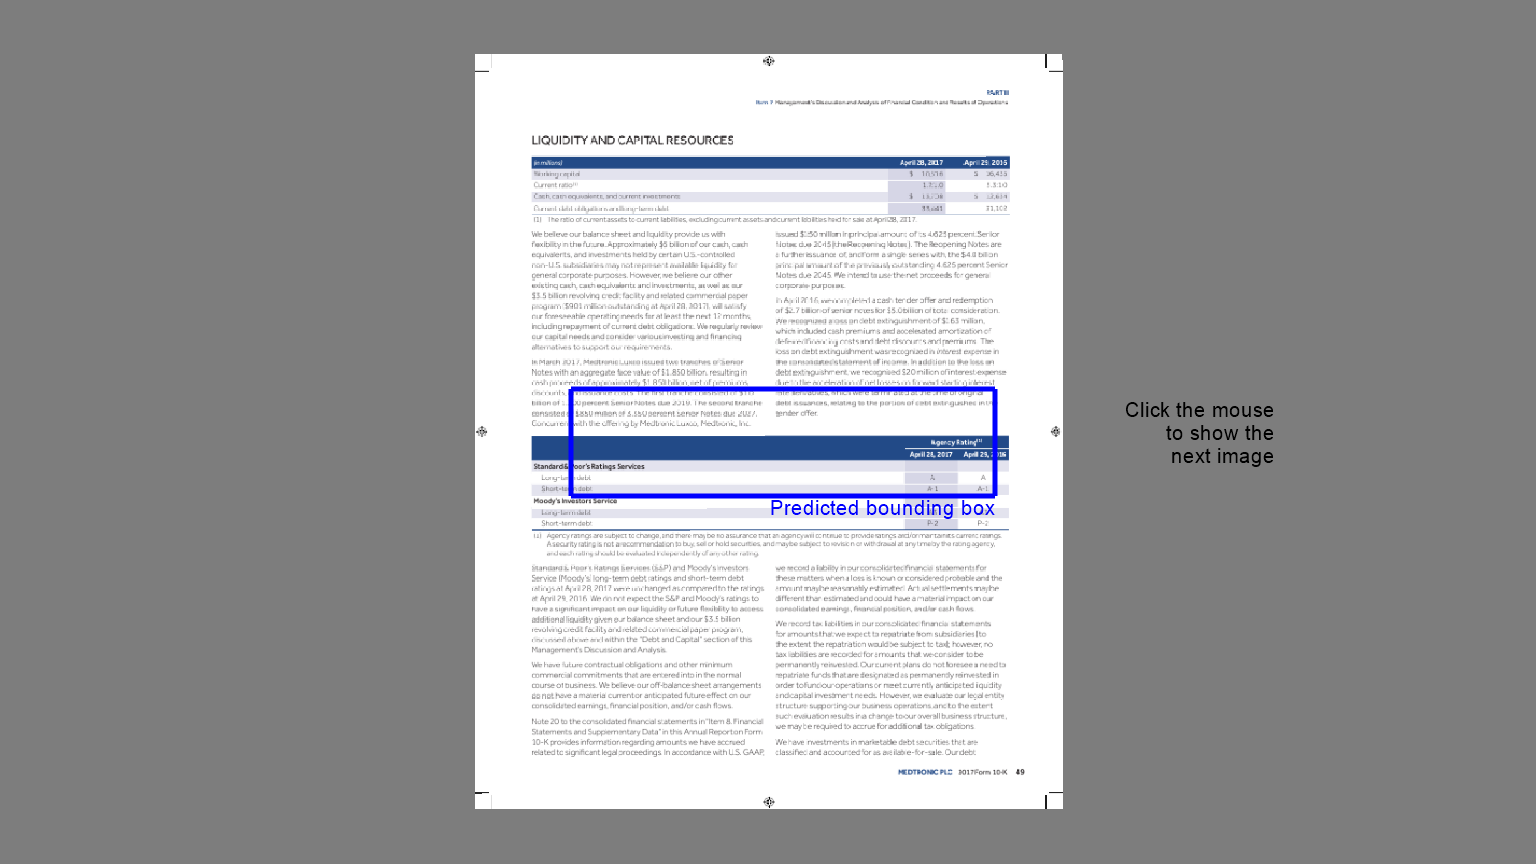 PART II
Item 7 Management's Discussion and Analysis of Financial Condition and Results of Operations
LIQUIDITY AND CAPITAL RESOURCES
(in millions) April 28, 2017 April 29, 2016
Working capital $ $
Current ratio(1)
Cash, cash equivalents, and current investments $ $
Current debt obligations and long-term debt
(1) The ratio of current assets to current liabilities, excluding current assets and current liabilities held for sale at April 28, 2017.
We believe our balance sheet and liquidity provide us with
flexibility in the future. Approximately $6 billion of our cash, cash
equivalents, and investments held by certain U.S.-controlled
non-U.S. subsidiaries may not represent available liquidity for
general corporate purposes. However, we believe our other
existing cash, cash equivalents and investments, as well as our
$3.5 billion revolving credit facility and related commercial paper
program ($901 million outstanding at April 28, 2017), will satisfy
our foreseeable operating needs for at least the next 12 months,
including repayment of current debt obligations. We regularly review
our capital needs and consider various investing and financing
alternatives to support our requirements.
In March 2017, Medtronic Luxco issued two tranches of Senior
Notes with an aggregate face value of $1.850 billion, resulting in
cash proceeds of approximately $1.850 billion, net of premiums,
discounts, and issuance costs. The first tranche consisted of
billion of percent Senior Notes due 2019. The second tranche
consisted of $850 million of 3.350 percent Senior Notes due 2027.
Concurrent with the offering by Medtronic Luxco, Medtronic, Inc.
issued $150 million in principal amount of its 4.625 percent Senior
Notes due 2045 (the Reopening Notes). The Reopening Notes are
a further issuance of, and form a single series with, the billion
principal amount of the previously outstanding 4.625 percent Senior
Notes due 2045. We intend to use the net proceeds for general
corporate purposes.
In April 2016, we completed a cash tender offer and redemption
of $2.7 billion of senior notes for $3.0 billion of total consideration.
We recognized a loss on debt extinguishment of $163 million,
which included cash premiums and accelerated amortization of
deferred financing costs and debt discounts and premiums. The
loss on debt extinguishment was recognized in interest expense in
the consolidated statement of income. In addition to the loss on
debt extinguishment, we recognized $20 million of interest expense
due to the acceleration of net losses on forward starting interest
rate derivatives, which were terminated at the time of original
debt issuances, relating to the portion of debt extinguished in the
tender offer.
Agency Rating(1)
April 28, 2017 April 29, 2016
Standard & Poor's Ratings Services
Long-term debt A A
Short-term debt A-1 A-1
Moody's Investors Service
Long-term debt
Short-term debt P-2 P-2
(1) Agency ratings are subject to change, and there may be no assurance that an agency will continue to provide ratings and/or maintain its current ratings.
A security rating is not a recommendation to buy, sell or hold securities, and may be subject to revision or withdrawal at any time by the rating agency,
and each rating should be evaluated independently of any other rating.
Standard & Poor's Ratings Services (S&P) and Moody's Investors
Service (Moody's) long-term debt ratings and short-term debt
ratings at April 28, 2017 were unchanged as compared to the ratings
at April 29, 2016. We do not expect the S&P and Moody's ratings to
have a significant impact on our liquidity or future flexibility to access
additional liquidity given our balance sheet and our $3.5 billion
revolving credit facility and related commercial paper program,
discussed above and within the "Debt and Capital" section of this
Management's Discussion and Analysis.
We have future contractual obligations and other minimum
commercial commitments that are entered into in the normal
course of business. We believe our off-balance sheet arrangements
do not have a material current or anticipated future effect on our
consolidated earnings, financial position, and/or cash flows.
Note 20 to the consolidated financial statements in "Item 8. Financial
Statements and Supplementary Data" in this Annual Report on Form
10-K provides information regarding amounts we have accrued
related to significant legal proceedings. In accordance with U.S. GAAP,
we record a liability in our consolidated financial statements for
these matters when a loss is known or considered probable and the
amount may be reasonably estimated. Actual settlements may be
different than estimated and could have a material impact on our
consolidated earnings, financial position, and/or cash flows.
We record tax liabilities in our consolidated financial statements
for amounts that we expect to repatriate from subsidiaries (to
the extent the repatriation would be subject to tax); however, no
tax liabilities are recorded for amounts that we consider to be
permanently reinvested. Our current plans do not foresee a need to
repatriate funds that are designated as permanently reinvested in
order to fund our operations or meet currently anticipated liquidity
and capital investment needs. However, we evaluate our legal entity
structure supporting our business operations, and to the extent
such evaluation results in a change to our overall business structure,
we may be required to accrue for additional tax obligations.
We have investments in marketable debt securities that are
classified and accounted for as available-for-sale. Our debt
MEDTRONIC PLC 2017 Form 10-K 49
Predicted bounding box
Click the mouse
to show the
next image